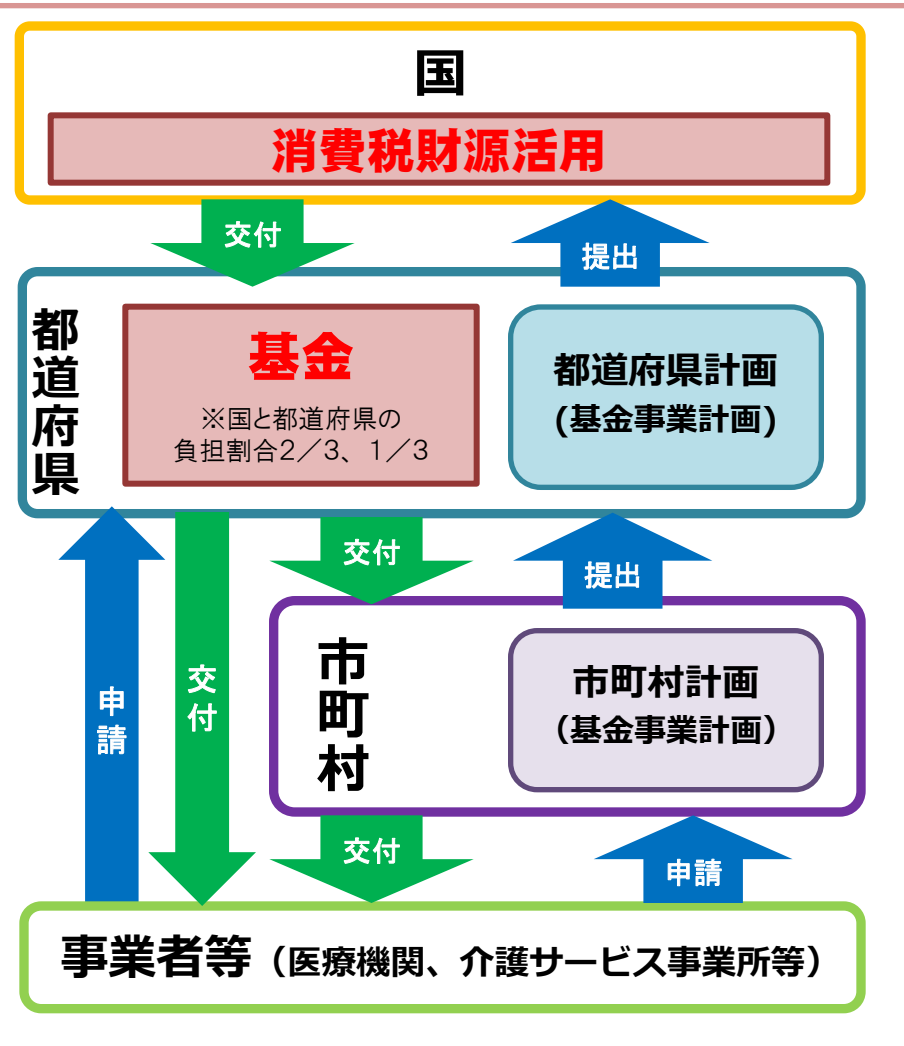 国
消費税財源活用
交付
提出
都道府県
基金
※国と都道府県の
負担割合2／3、1／3
都道府県計画
(基金事業計画)
交付
提出
申請
交付
市町村
市町村計画
（基金事業計画）
交付
申請
事業者等（医療機関、介護サービス事業所等）